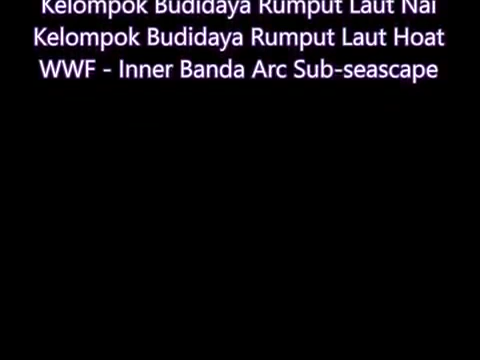 Kelompok Budidaya Rumput Laut Nai
Kelompok Budidaya Rumput Laut Hoat
WWF - Inner Banda Arc Sub-seascape